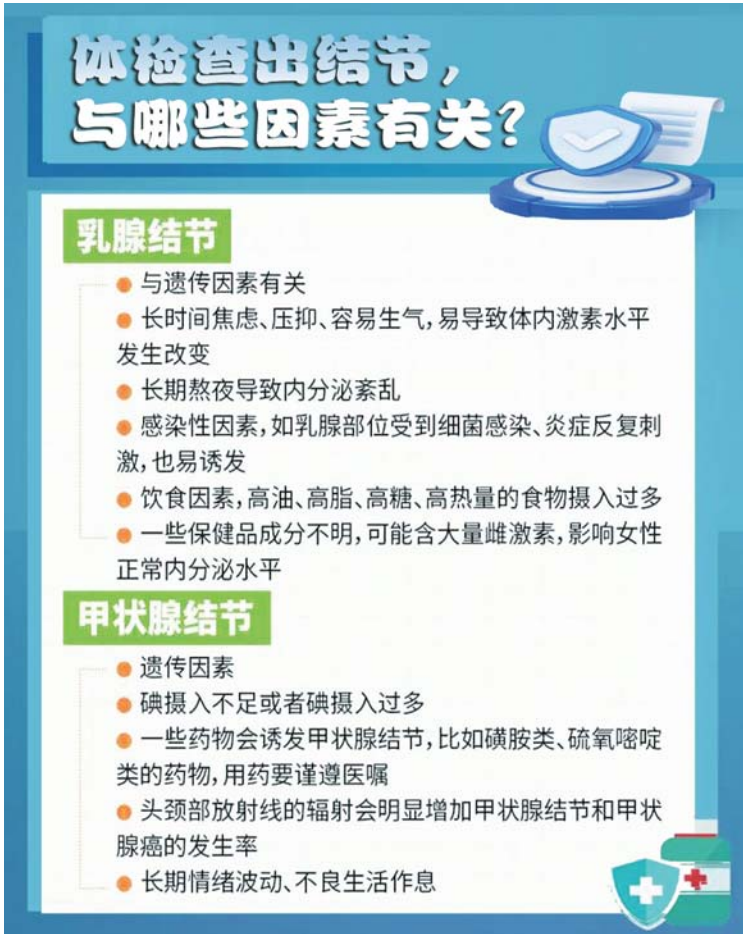 体检查出结节，
与哪些因素有关？
乳腺结节
与遗传因素有关
长时间焦虑、压抑、容易生气，易导致体内激素水平
发生改变
长期熬夜导致内分泌紊乱
感染性因素，如乳腺部位受到细菌感染、炎症反复刺
激，也易诱发
饮食因素，高油、高脂、高糖、高热量的食物摄入过多
一些保健品成分不明，可能含大量雌激素，影响女性
正常内分泌水平
甲状腺结节
遗传因素
碘摄入不足或者碘摄入过多
一些药物会诱发甲状腺结节，比如磺胺类、硫氧嘧啶
类的药物，用药要谨遵医嘱
头颈部放射线的辐射会明显增加甲状腺结节和甲状
腺癌的发生率
长期情绪波动、不良生活作息